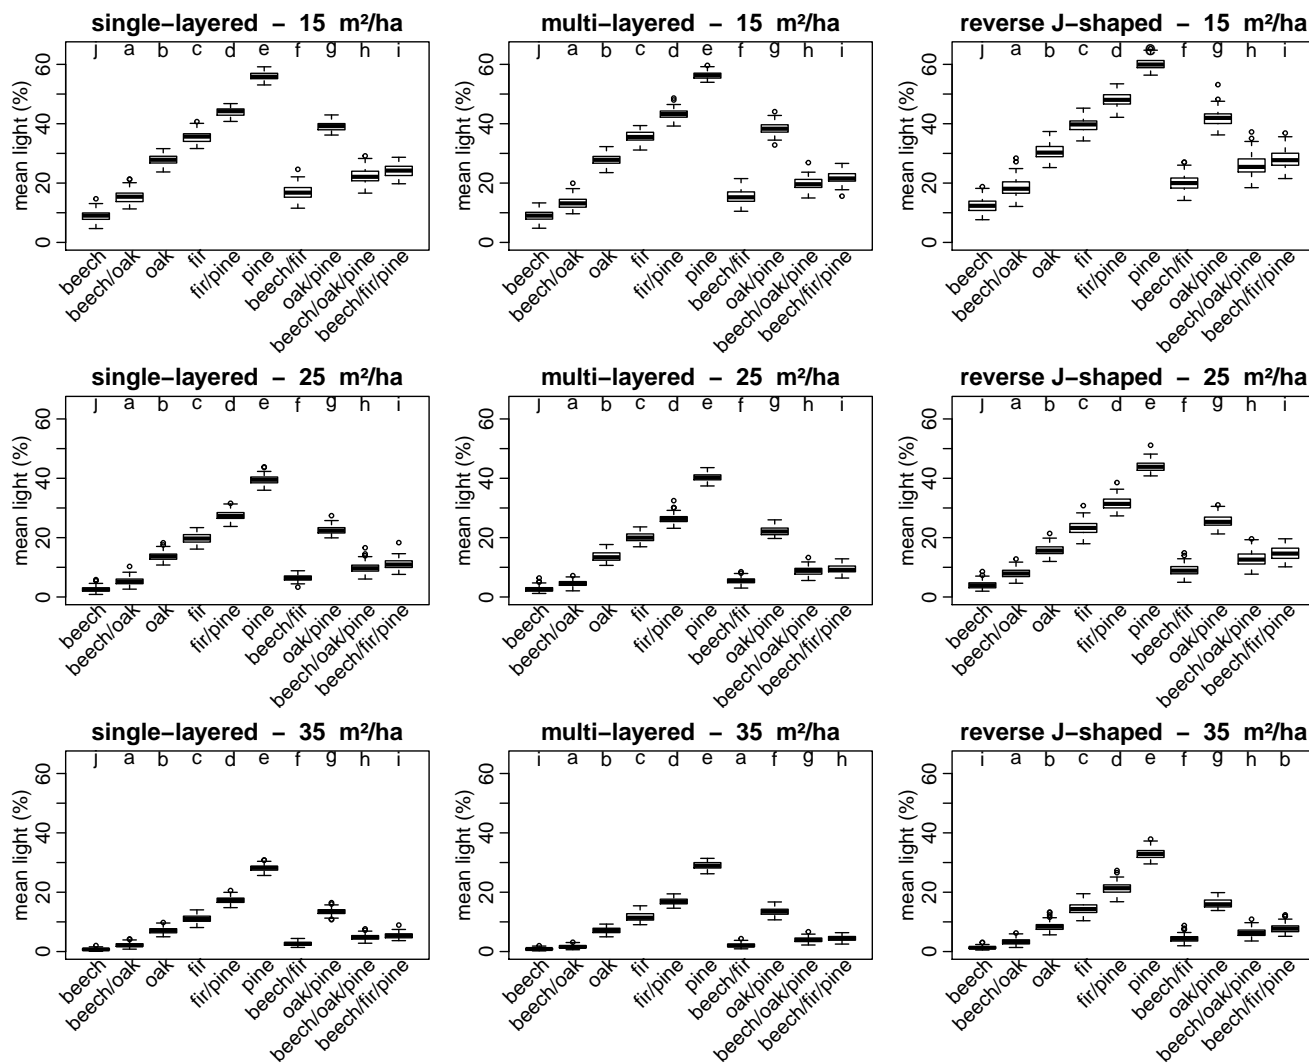 single−layered − 15 m²/ha
mean light (%)
0 20 40 60
j a b c d e f g h i
beech beech/oak oak fir fir/pine pine beech/fir oak/pine beech/oak/pine beech/fir/pine
multi−layered − 15 m²/ha
mean light (%)
0 20 40 60
j a b c d e f g h i
beech beech/oak oak fir fir/pine pine beech/fir oak/pine beech/oak/pine beech/fir/pine
reverse J−shaped − 15 m²/ha
mean light (%)
0 20 40 60
j a b c d e f g h i
beech beech/oak oak fir fir/pine pine beech/fir oak/pine beech/oak/pine beech/fir/pine
single−layered − 25 m²/ha
mean light (%)
0 20 40 60
j a b c d e f g h i
beech beech/oak oak fir fir/pine pine beech/fir oak/pine beech/oak/pine beech/fir/pine
multi−layered − 25 m²/ha
mean light (%)
0 20 40 60
j a b c d e f g h i
beech beech/oak oak fir fir/pine pine beech/fir oak/pine beech/oak/pine beech/fir/pine
reverse J−shaped − 25 m²/ha
mean light (%)
0 20 40 60
j a b c d e f g h i
beech beech/oak oak fir fir/pine pine beech/fir oak/pine beech/oak/pine beech/fir/pine
single−layered − 35 m²/ha
mean light (%)
0 20 40 60
j a b c d e f g h i
beech beech/oak oak fir fir/pine pine beech/fir oak/pine beech/oak/pine beech/fir/pine
multi−layered − 35 m²/ha
mean light (%)
0 20 40 60
i a b c d e a f g h
beech beech/oak oak fir fir/pine pine beech/fir oak/pine beech/oak/pine beech/fir/pine
reverse J−shaped − 35 m²/ha
mean light (%)
0 20 40 60
i a b c d e f g h b
beech beech/oak oak fir fir/pine pine beech/fir oak/pine beech/oak/pine beech/fir/pine